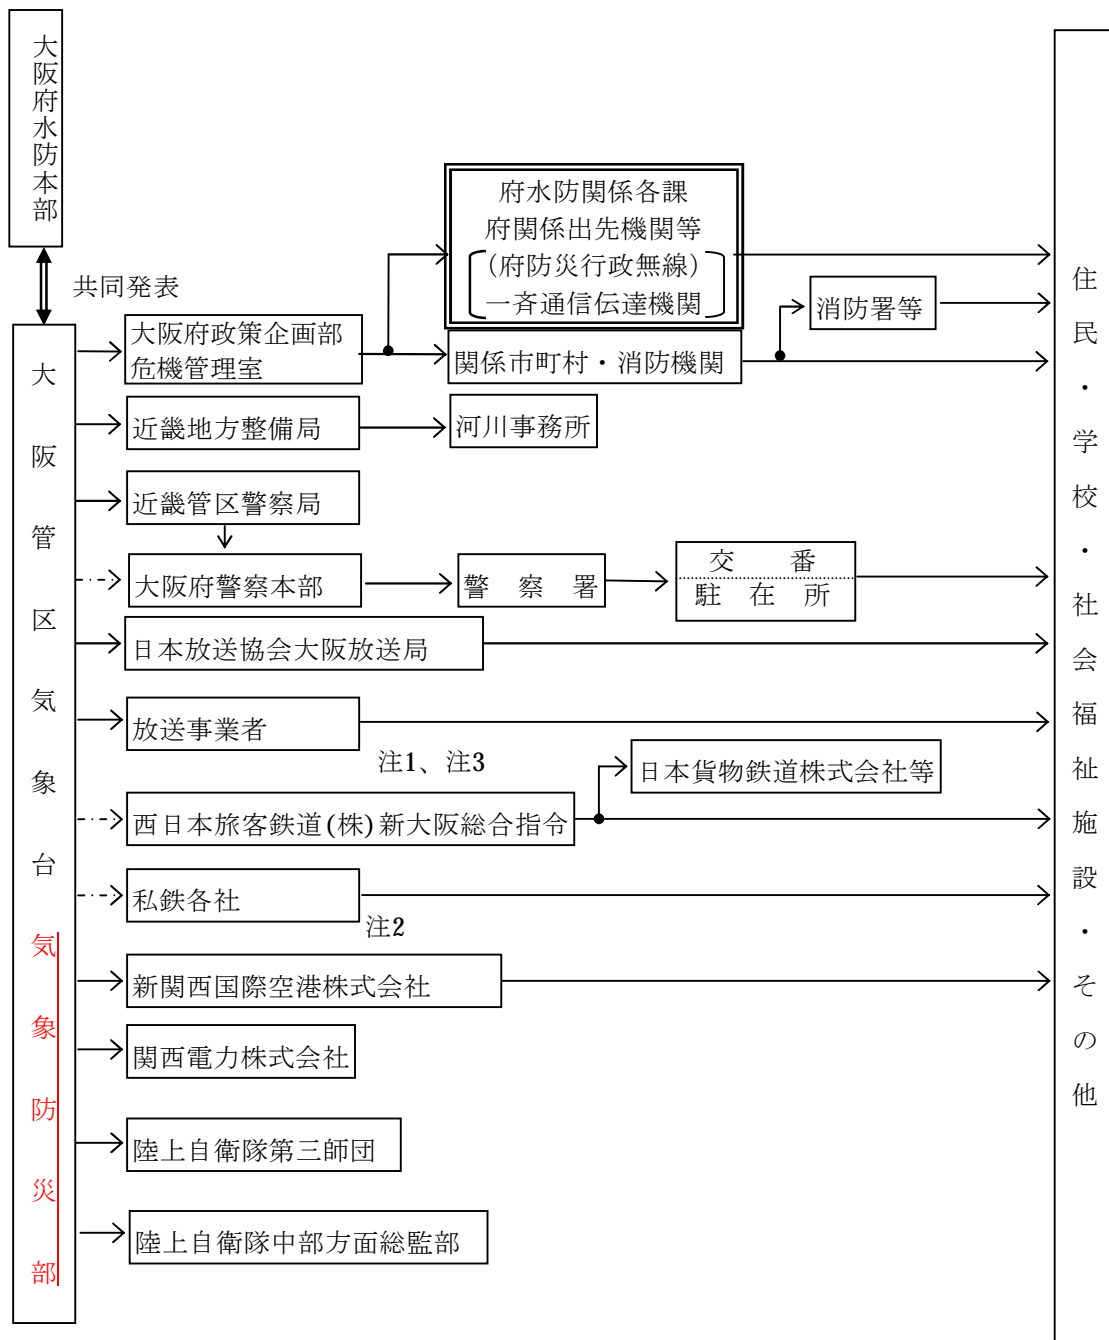 大阪府水防本部
共同発表
大阪管区気象台気象防災部
大阪府政策企画部
危機管理室
府水防関係各課
府関係出先機関等
(府防災行政無線)
一斉通信伝達機関
関係市町村・消防機関
消防署等
近畿地方整備局
河川事務所
近畿管区警察局
大阪府警察本部
警 察 署
交 番
駐 在 所
日本放送協会大阪放送局
放送事業者
注1、注3
西日本旅客鉄道(株)新大阪総合指令
日本貨物鉄道株式会社等
私鉄各社
注2
新関西国際空港株式会社
関西電力株式会社
陸上自衛隊第三師団
陸上自衛隊中部方面総監部
住民・学校・社会福祉施設・その他